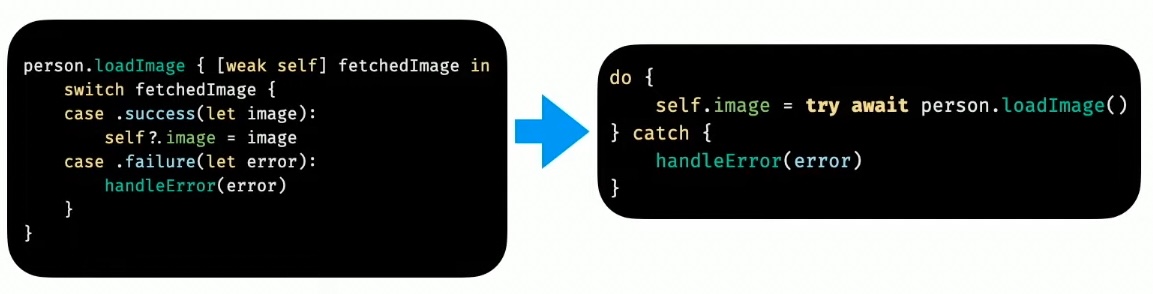 person.loadImage { [weak self] fetchedImage in
    switch fetchedImage {
    case .success(let image):
        self?.image = image
    case .failure(let error):
        handleError(error)
    }
}
do {
    self.image = try await person.loadImage()
} catch {
    handleError(error)
}